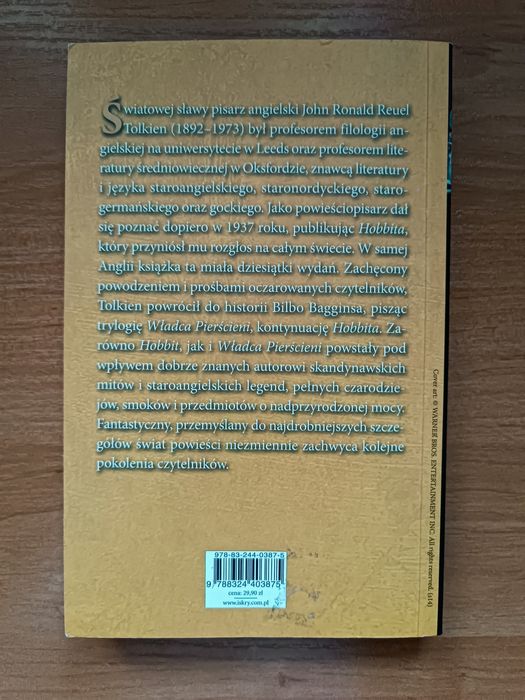 Światowej sławy pisarz angielski John Ronald Reuel
Tolkien (1892–1973) był profesorem filologii an-
gielskiej na uniwersytecie w Leeds oraz profesorem lite-
ratury średniowiecznej w Oksfordzie, znawcą literatury
i języka staroangielskiego, staronordyckiego, staro-
germańskiego oraz gockiego. Jako powieściopisarz dał
się poznać dopiero w 1937 roku, publikując Hobbita,
który przyniósł mu rozgłos na całym świecie. W samej
Anglii książka ta miała dziesiątki wydań. Zachęcony
powodzeniem i prośbami oczarowanych czytelników,
Tolkien powrócił do historii Bilbo Bagginsa, pisząc
trylogię Władca Pierścieni, kontynuację Hobbita. Za-
równo Hobbit, jak i Władca Pierścieni powstały pod
wpływem dobrze znanych autorowi skandynawskich
mitów i staroangielskich legend, pełnych czarodzie-
jów, smoków i przedmiotów o nadprzyrodzonej mocy.
Fantastyczny, przemyślany do najdrobniejszych szcze-
gółów świat powieści niezmiennie zachwyca kolejne
pokolenia czytelników.
Cover art: © WARNER BROS. ENTERTAINMENT INC. All rights reserved. (s14)
978-83-244-0387-5
9 788324 403875
cena: 29,90 zł
www.iskry.com.pl